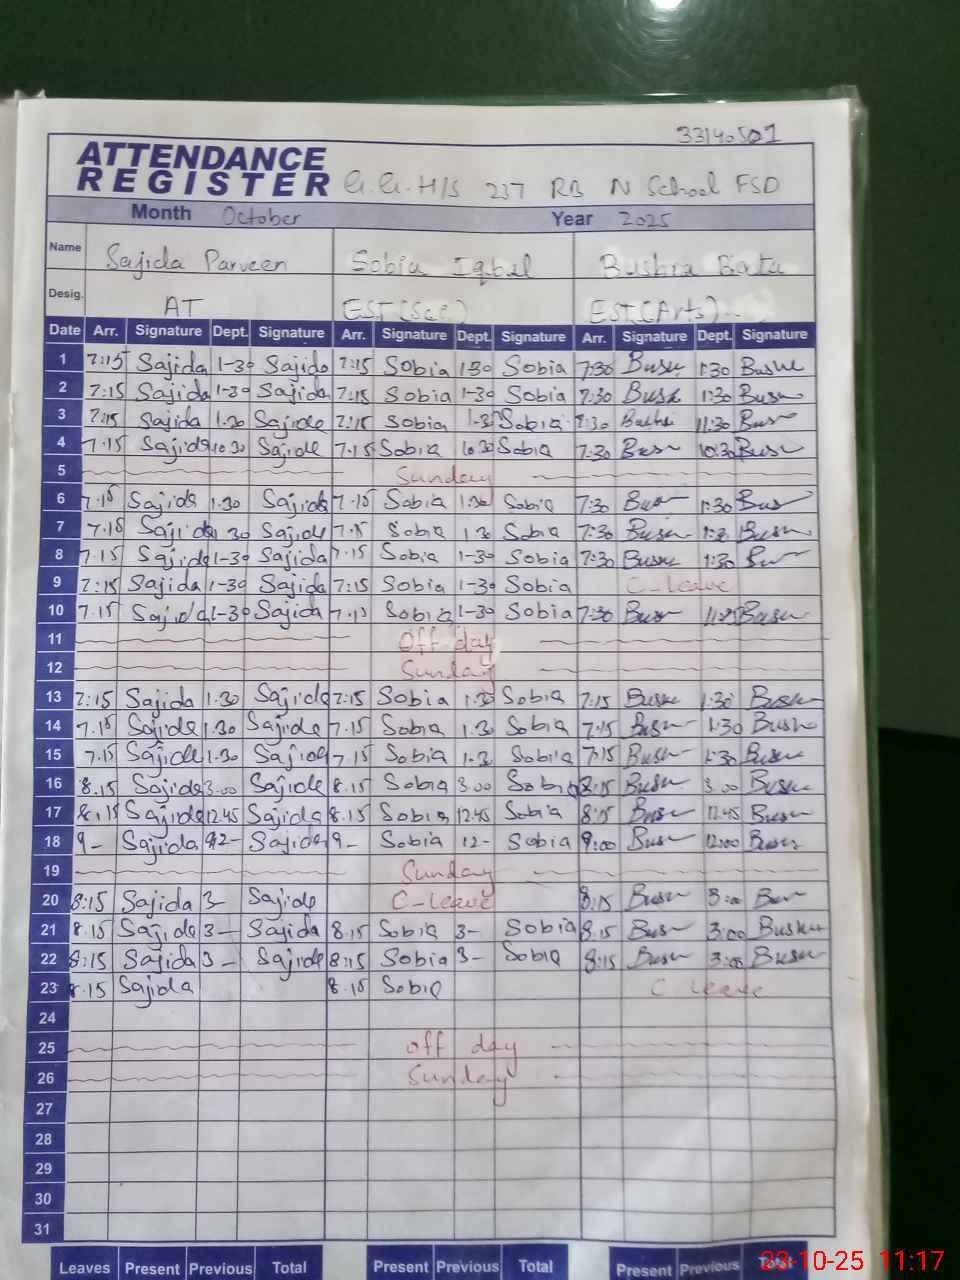 33140501
ATTENDANCE
REGISTER G.G.H/S 237 RB N School FSD
Month October Year 2025
Name Sajida Parveen Sobia Iqbal Bushra Batu
Desig. AT EST(Sce) EST(Arts)
Date Arr. Signature Dept. Signature Arr. Signature Dept. Signature Arr. Signature Dept. Signature
1 7:15 Sajida 1-30 Sajida 7:15 Sobia 1-30 Sobia 7:30 1:30
2 7:15 Sajida 1-30 Sajida 7:15 Sobia 1-30 Sobia 7:30 1:30
3 7:15 Sajida 1.30 Sajida 7:15 Sobia 1-30 Sobia 7:30 11:30
4 7.15 Sajida 10.30 Sajida 7.15 Sobia 10.30 Sobia 7.30 10:30
5 Sunday
6 7.15 Sajida 1.30 Sajida 7.15 Sobia 1.30 Sobia 7:30 1:30
7 7.15 Sajida 1.30 Sajida 7.15 Sobia 1.30 Sobia 7:30 1:30
8 7.15 Sajida 1-30 Sajida 7.15 Sobia 1-30 Sobia 7:30 1:30
9 7:15 Sajida 1-30 Sajida 7:15 Sobia 1-30 Sobia C-leave
10 7.15 Sajida 1-30 Sajida 7.15 Sobia 1-30 Sobia 7:30
11 Off day
12 Sunday
13 7:15 Sajida 1.30 Sajida 7:15 Sobia 1.30 Sobia 7:15 1:30
14 7.15 Sajida 1.30 Sajida 7.15 Sobia 1.30 Sobia 7:15 1:30
15 7.15 Sajida 1.30 Sajida 7.15 Sobia 1.30 Sobia 7:15 1:30
16 8.15 Sajida 3.00 Sajida 8.15 Sobia 3.00 Sobia 8:15 3.00
17 8.15 Sajida 12.45 Sajida 8.15 Sobia 12.45 Sobia 8:15 12.45
18 9- Sajida 12- Sajida 9- Sobia 12- Sobia 9:00 12:00
19 Sunday
20 8:15 Sajida 3- Sajida C-leave 8:15 3:00
21 8.15 Sajida 3- Sajida 8.15 Sobia 3- Sobia 8.15 3:00
22 8:15 Sajida 3- Sajida 8:15 Sobia 3- Sobia 8:15 3:00
23 8.15 Sajida 8.15 Sobia C leave
24
25 off day
26 Sunday
27
28
29
30
31
Leaves Present Previous Total Present Previous Total Present Previous Total
23-10-25 11:17